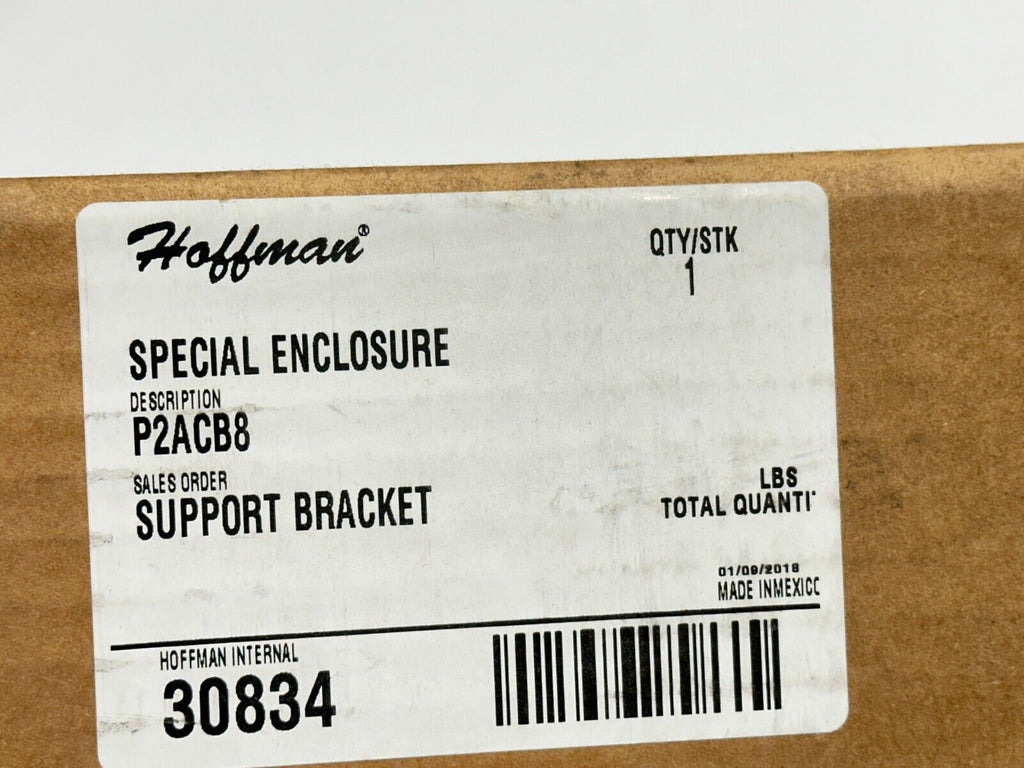 Hoffman®
QTY/STK
1
SPECIAL ENCLOSURE
DESCRIPTION
P2ACB8
SALES ORDER
SUPPORT BRACKET
LBS
TOTAL QUANTI
01/09/2018
MADE INMEXICC
HOFFMAN INTERNAL
30834